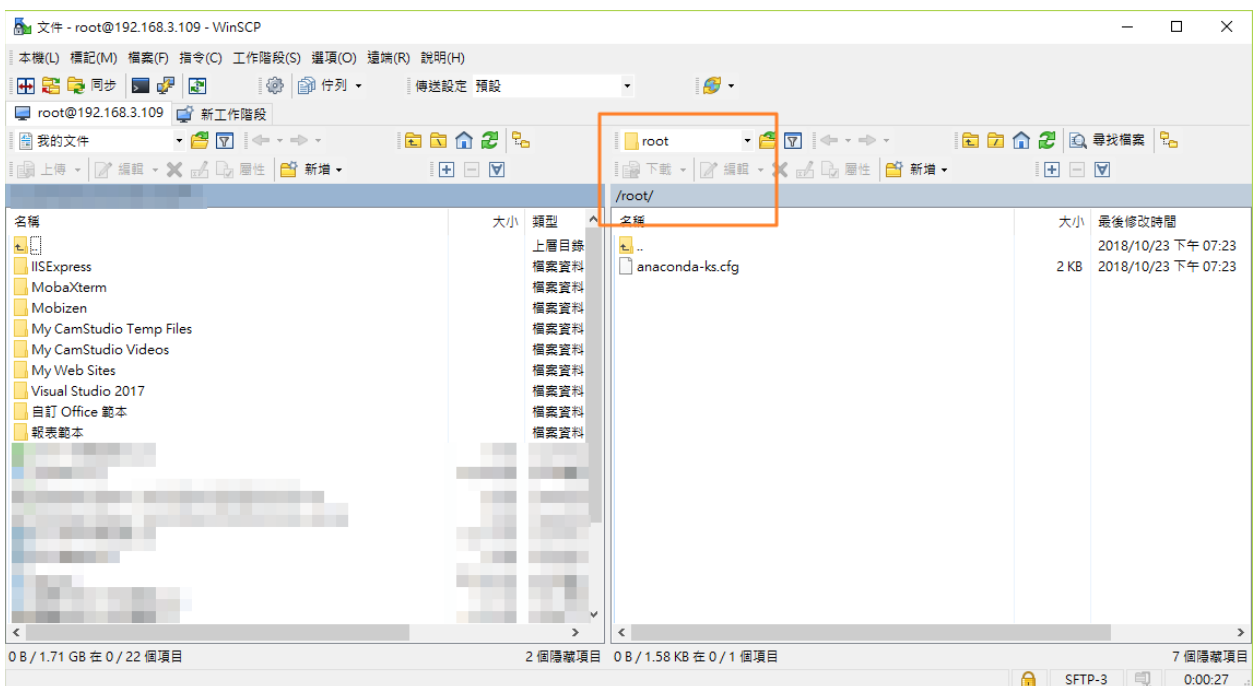 文件 - root@192.168.3.109 - WinSCP
本機(L) 標記(M) 檔案(F) 指令(C) 工作階段(S) 選項(O) 遠端(R) 說明(H)
同步 佇列 傳送設定 預設
root@192.168.3.109 新工作階段
我的文件
上傳 編輯 屬性 新增
名稱 大小 類型
.. 上層目錄
IISExpress 檔案資料
MobaXterm 檔案資料
Mobizen 檔案資料
My CamStudio Temp Files 檔案資料
My CamStudio Videos 檔案資料
My Web Sites 檔案資料
Visual Studio 2017 檔案資料
自訂 Office 範本 檔案資料
報表範本 檔案資料
0 B / 1.71 GB 在 0 / 22 個項目 2 個隱藏項目
root 尋找檔案
下載 編輯 屬性 新增
/root/
名稱 大小 最後修改時間
.. 2018/10/23 下午 07:23
anaconda-ks.cfg 2 KB 2018/10/23 下午 07:23
0 B / 1.58 KB 在 0 / 1 個項目 7 個隱藏項目
SFTP-3 0:00:27